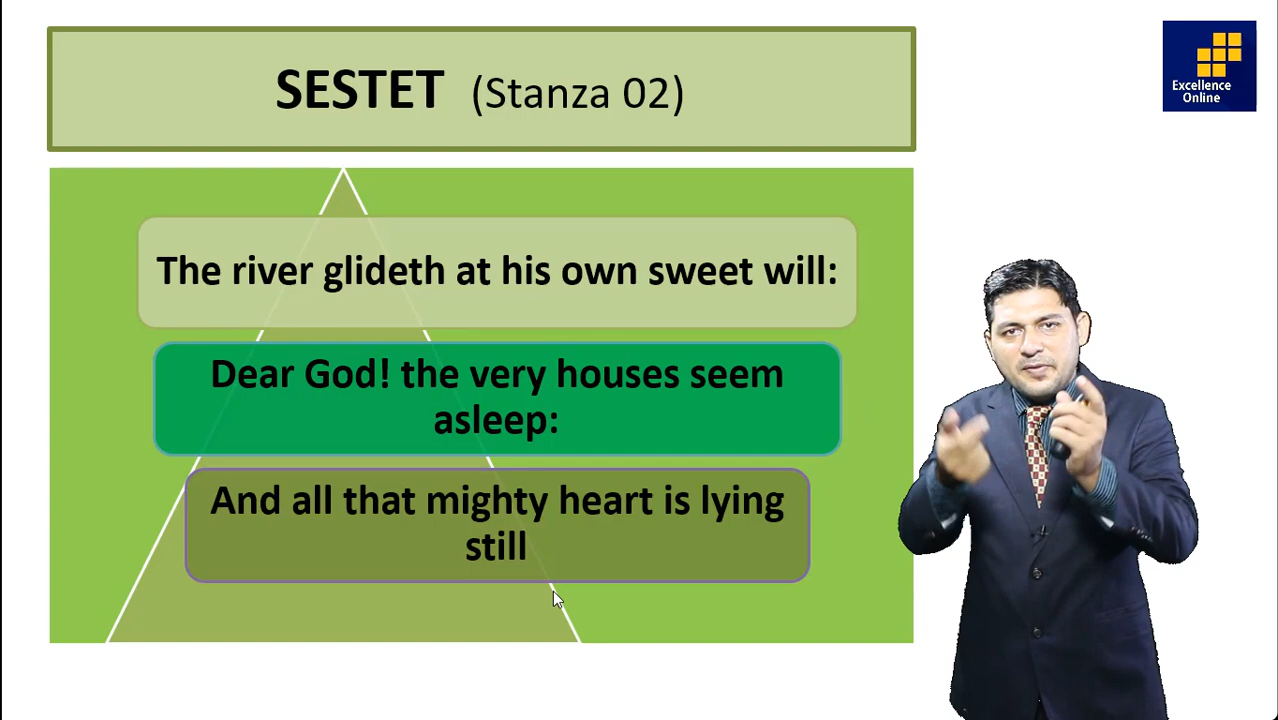 SESTET (Stanza 02)
Excellence
Online
The river glideth at his own sweet will:
Dear God! the very houses seem
asleep:
And all that mighty heart is lying
still